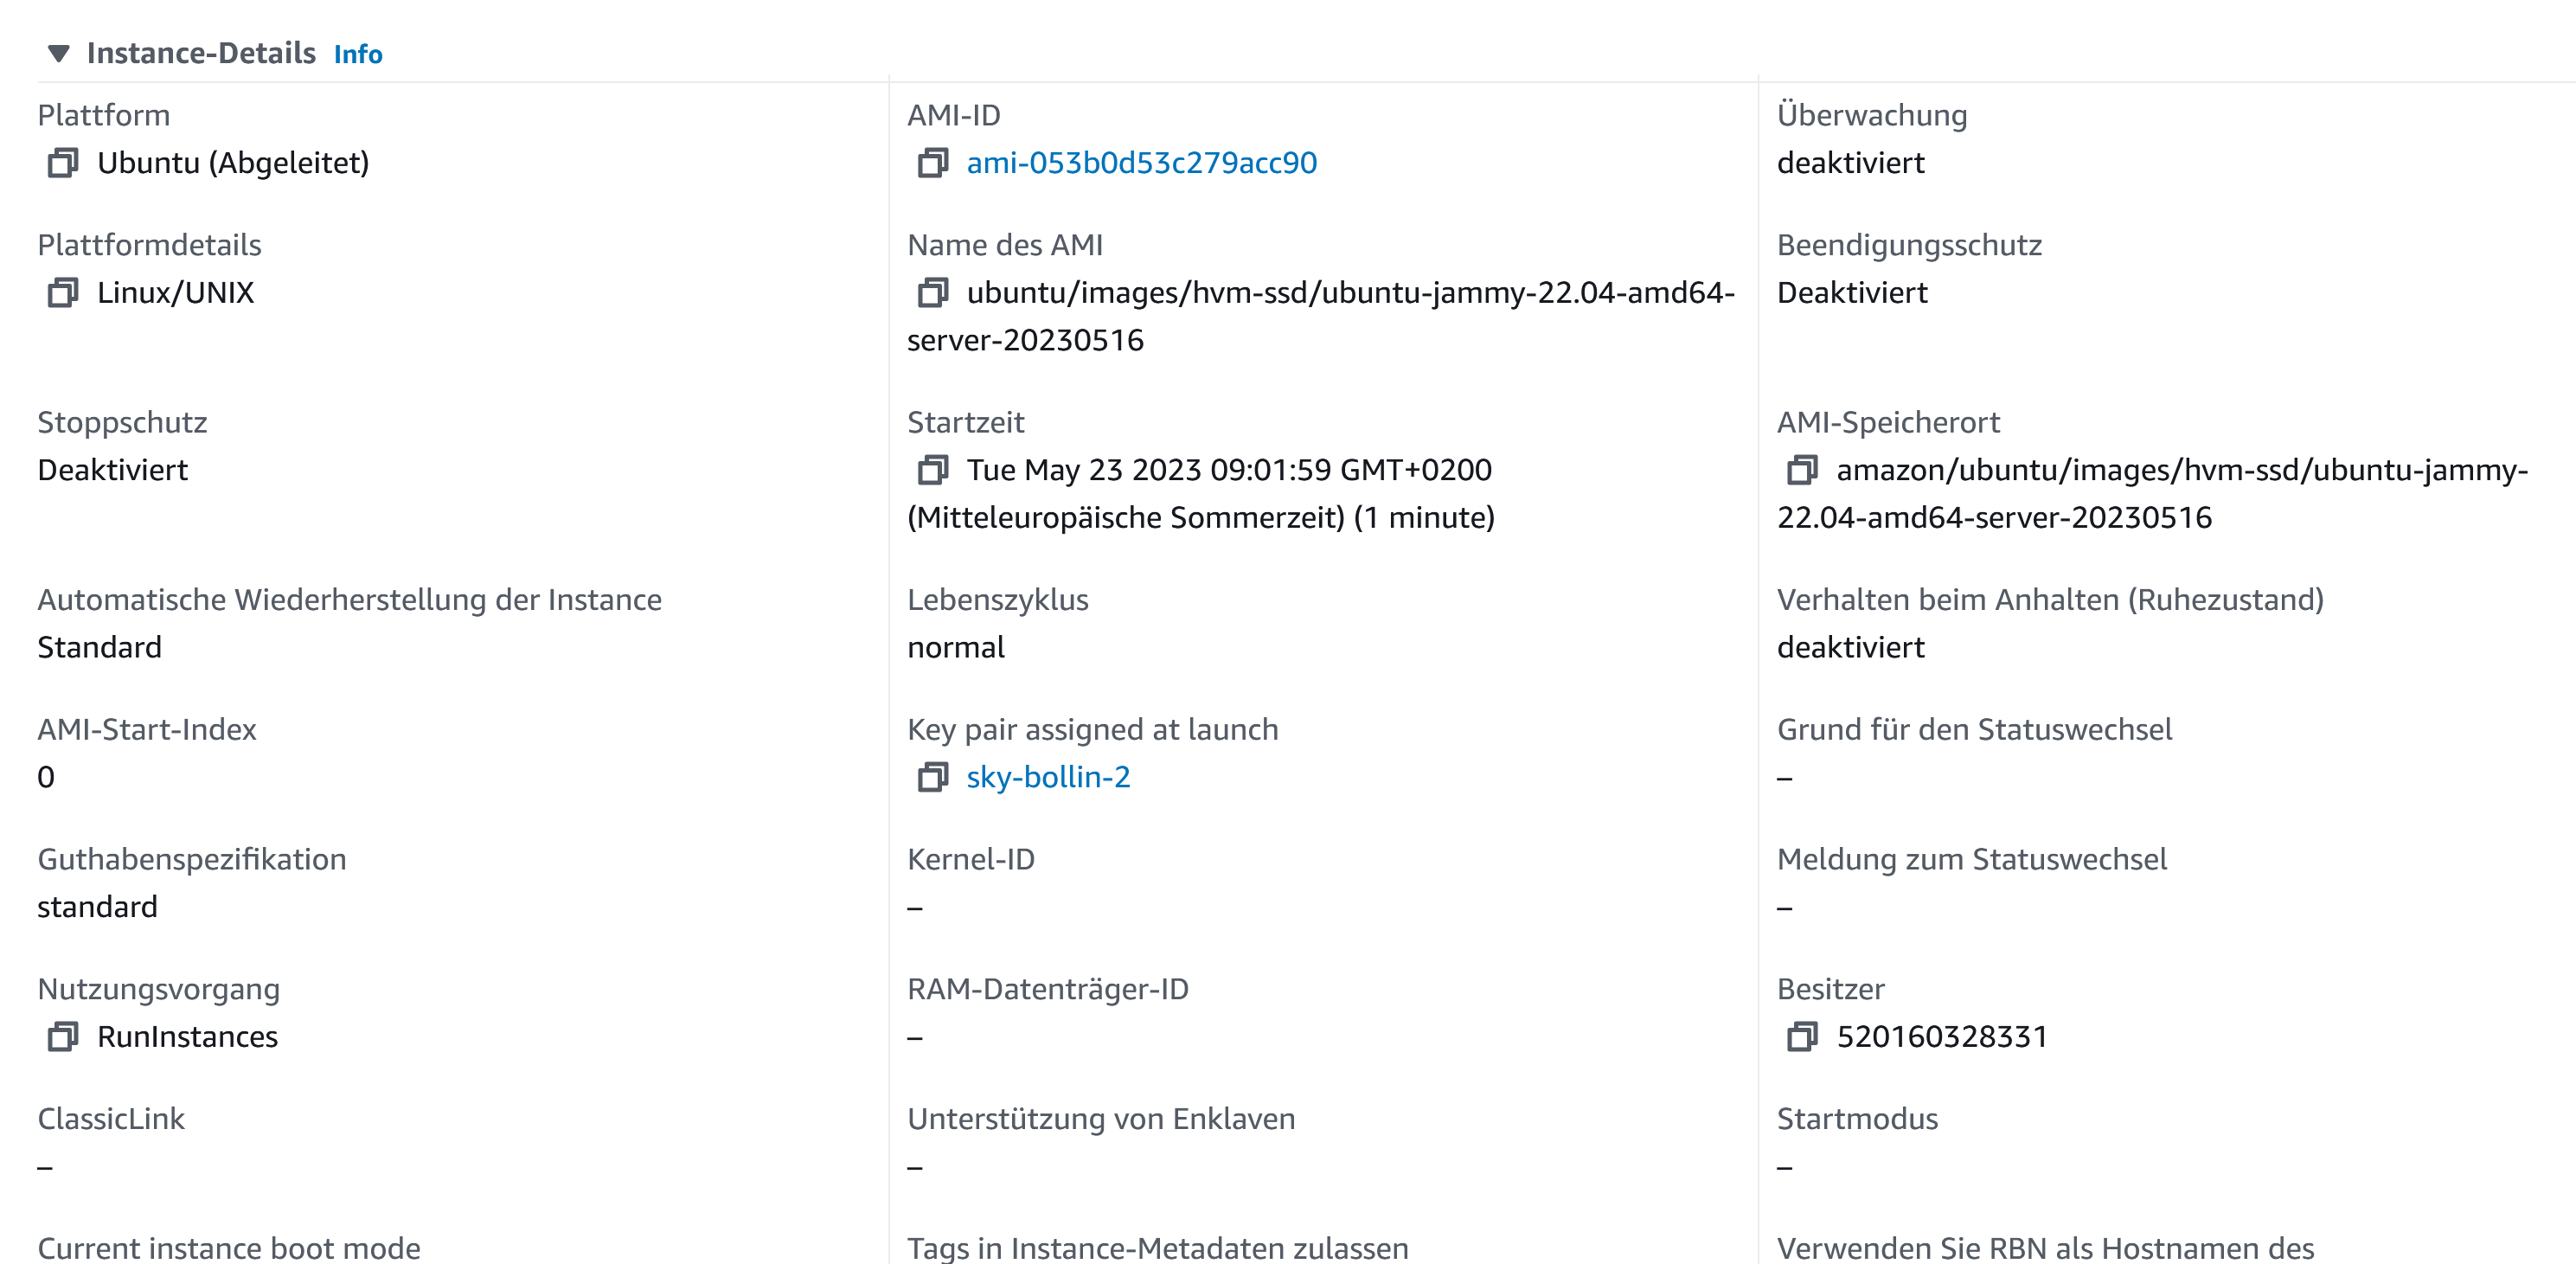 Instance-Details Info
Plattform
Ubuntu (Abgeleitet)
AMI-ID
ami-053b0d53c279acc90
Überwachung
deaktiviert
Plattformdetails
Linux/UNIX
Name des AMI
ubuntu/images/hvm-ssd/ubuntu-jammy-22.04-amd64-
server-20230516
Beendigungsschutz
Deaktiviert
Stoppschutz
Deaktiviert
Startzeit
Tue May 23 2023 09:01:59 GMT+0200
(Mitteleuropäische Sommerzeit) (1 minute)
AMI-Speicherort
amazon/ubuntu/images/hvm-ssd/ubuntu-jammy-
22.04-amd64-server-20230516
Automatische Wiederherstellung der Instance
Standard
Lebenszyklus
normal
Verhalten beim Anhalten (Ruhezustand)
deaktiviert
AMI-Start-Index
0
Key pair assigned at launch
sky-bollin-2
Grund für den Statuswechsel
–
Guthabenspezifikation
standard
Kernel-ID
–
Meldung zum Statuswechsel
–
Nutzungsvorgang
RunInstances
RAM-Datenträger-ID
–
Besitzer
520160328331
ClassicLink
–
Unterstützung von Enklaven
–
Startmodus
–
Current instance boot mode
Tags in Instance-Metadaten zulassen
Verwenden Sie RBN als Hostnamen des